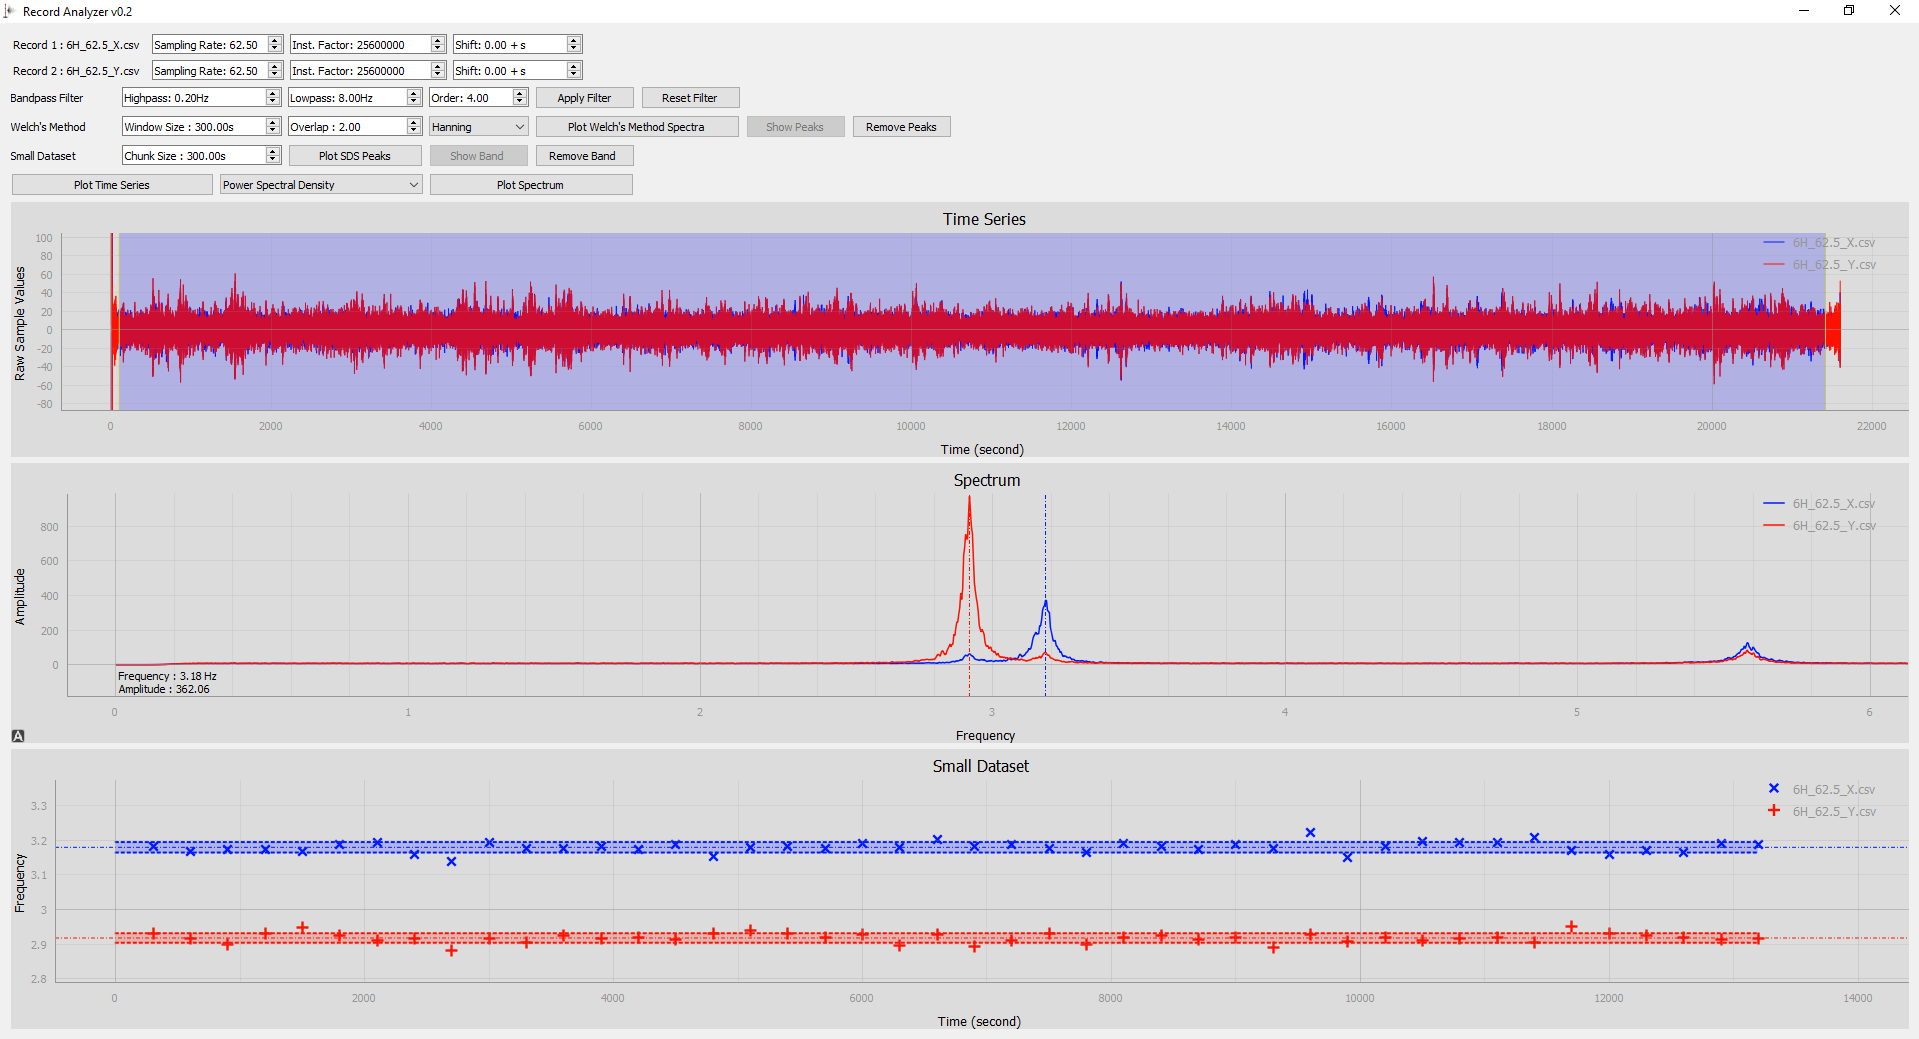 Record Analyzer v0.2
Record 1 : 6H_62.5_X.csv Sampling Rate: 62.50 Inst. Factor: 25600000 Shift: 0.00 + s
Record 2 : 6H_62.5_Y.csv Sampling Rate: 62.50 Inst. Factor: 25600000 Shift: 0.00 + s
Bandpass Filter Highpass: 0.20Hz Lowpass: 8.00Hz Order: 4.00 Apply Filter Reset Filter
Welch's Method Window Size : 300.00s Overlap : 2.00 Hanning Plot Welch's Method Spectra Show Peaks Remove Peaks
Small Dataset Chunk Size : 300.00s Plot SDS Peaks Show Band Remove Band
Plot Time Series Power Spectral Density Plot Spectrum
Time Series
Raw Sample Values
100
80
60
40
20
0
-20
-40
-60
-80
6H_62.5_X.csv
6H_62.5_Y.csv
0 2000 4000 6000 8000 10000 12000 14000 16000 18000 20000 22000
Time (second)
Spectrum
Amplitude
800
600
400
200
0
6H_62.5_X.csv
6H_62.5_Y.csv
Frequency : 3.18 Hz
Amplitude : 362.06
0 1 2 3 4 5 6
A
Frequency
Small Dataset
Frequency
3.3
3.2
3.1
3
2.9
2.8
6H_62.5_X.csv
6H_62.5_Y.csv
0 2000 4000 6000 8000 10000 12000 14000
Time (second)